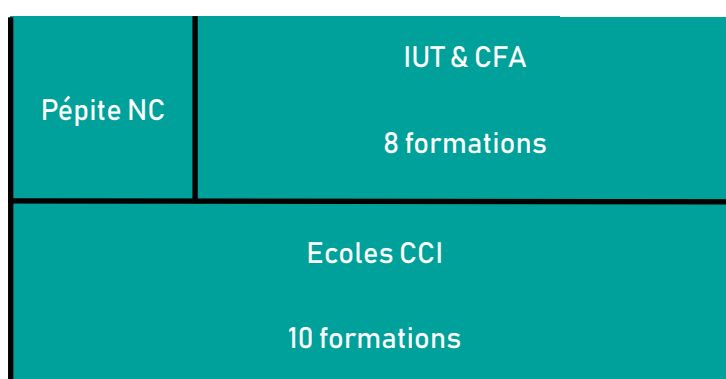 Pépite NC
IUT & CFA
8 formations
Ecoles CCI
10 formations